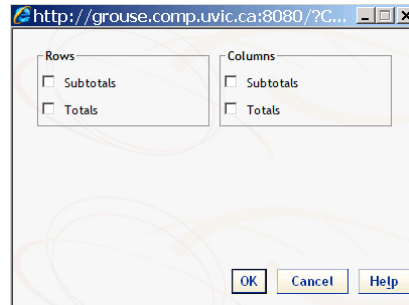 http://grouse.comp.uvic.ca:8080/?C...
Rows
Subtotals
Totals
Columns
Subtotals
Totals
OK Cancel Help